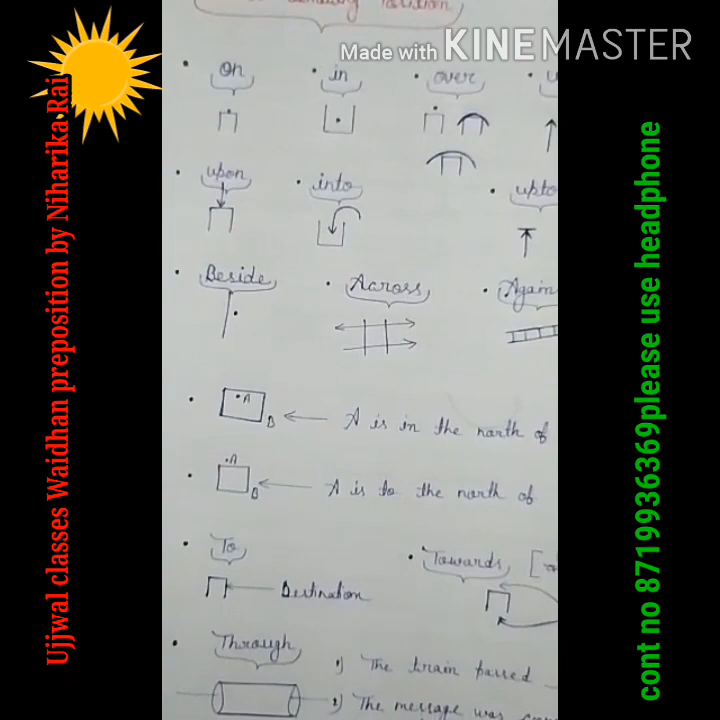 Made with KINEMASTER
Ujjwal classes Waidhan preposition by Niharika Rai
cont no 8719936369please use headphone
Position
on in over
upon into upto
Beside Across Again
A
B A is in the north of
A
B A is to the north of
To Towards
Destination
Through 1) The train passed
2) The message was